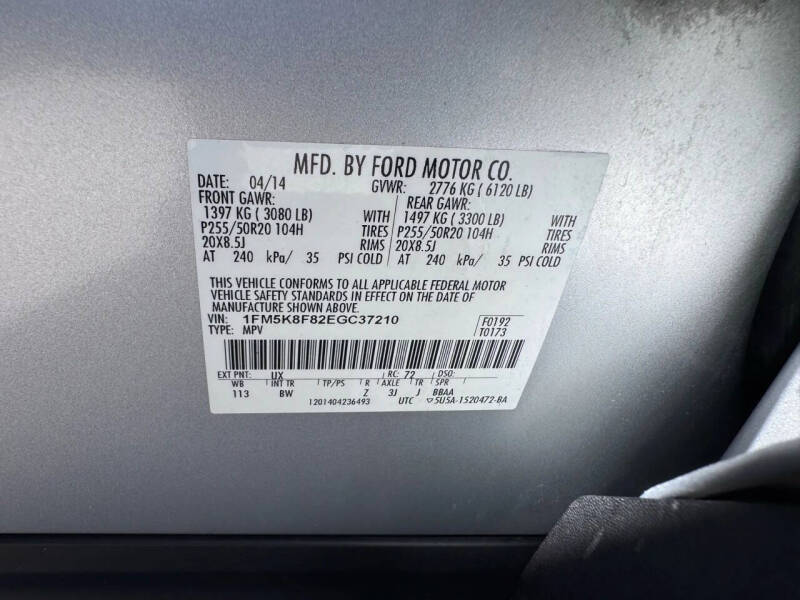 MFD. BY FORD MOTOR CO.
DATE: 04/14 GVWR: 2776 KG ( 6120 LB)
FRONT GAWR: REAR GAWR:
1397 KG ( 3080 LB) WITH 1497 KG ( 3300 LB) WITH
P255/50R20 104H TIRES P255/50R20 104H TIRES
20X8.5J RIMS 20X8.5J RIMS
AT 240 kPa/ 35 PSI COLD AT 240 kPa/ 35 PSI COLD
THIS VEHICLE CONFORMS TO ALL APPLICABLE FEDERAL MOTOR
VEHICLE SAFETY STANDARDS IN EFFECT ON THE DATE OF
MANUFACTURE SHOWN ABOVE.
VIN: 1FM5K8F82EGC37210 F0192
TYPE: MPV T0173
EXT PNT: UX RC: 72 DSO:
WB INT TR TP/PS R AXLE TR SPR
113 BW Z 3J J BBAA
1201404236493 UTC ▽5U5A-1520472-BA